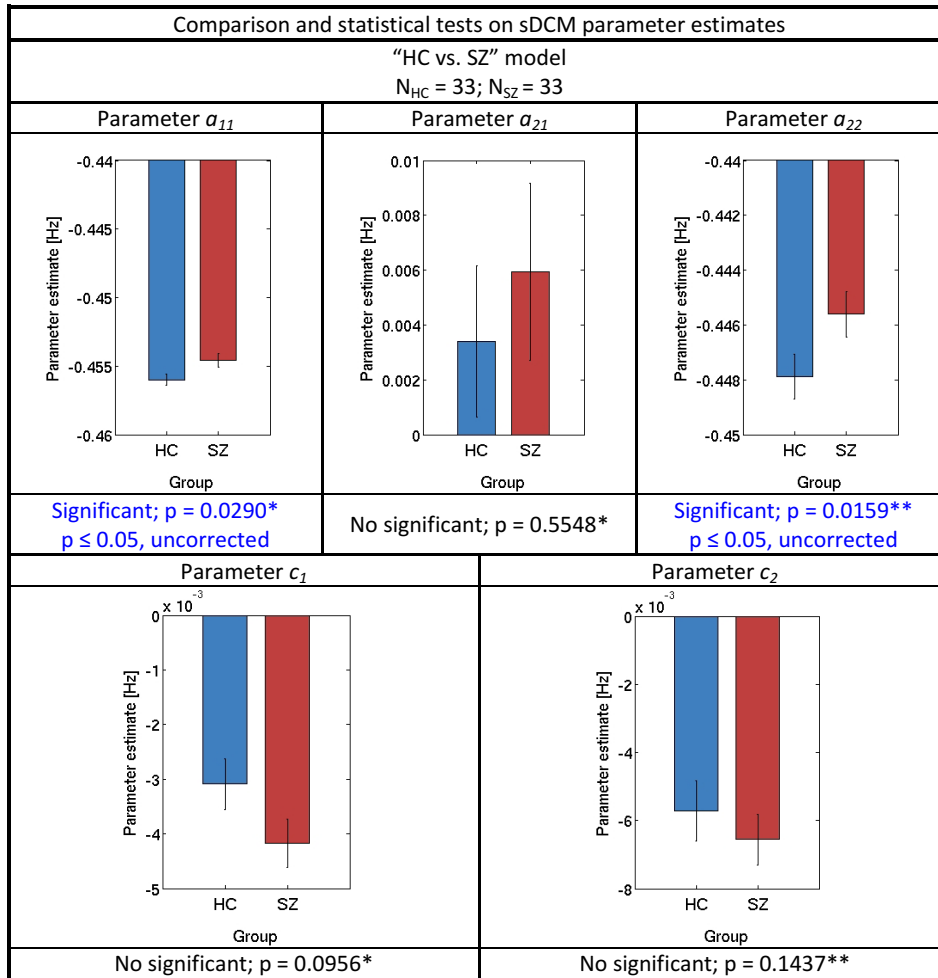 Comparison and statistical tests on sDCM parameter estimates
“HC vs. SZ” model
N_HC = 33; N_SZ = 33
Parameter a_11
Parameter a_21
Parameter a_22
-0.44
-0.445
-0.45
-0.455
-0.46
Parameter estimate [Hz]
HC SZ
Group
0.01
0.008
0.006
0.004
0.002
0
Parameter estimate [Hz]
HC SZ
Group
-0.44
-0.442
-0.444
-0.446
-0.448
-0.45
Parameter estimate [Hz]
HC SZ
Group
Significant; p = 0.0290*
p ≤ 0.05, uncorrected
No significant; p = 0.5548*
Significant; p = 0.0159**
p ≤ 0.05, uncorrected
Parameter c_1
Parameter c_2
x 10^-3
0
-1
-2
-3
-4
-5
Parameter estimate [Hz]
HC SZ
Group
x 10^-3
0
-2
-4
-6
-8
Parameter estimate [Hz]
HC SZ
Group
No significant; p = 0.0956*
No significant; p = 0.1437**